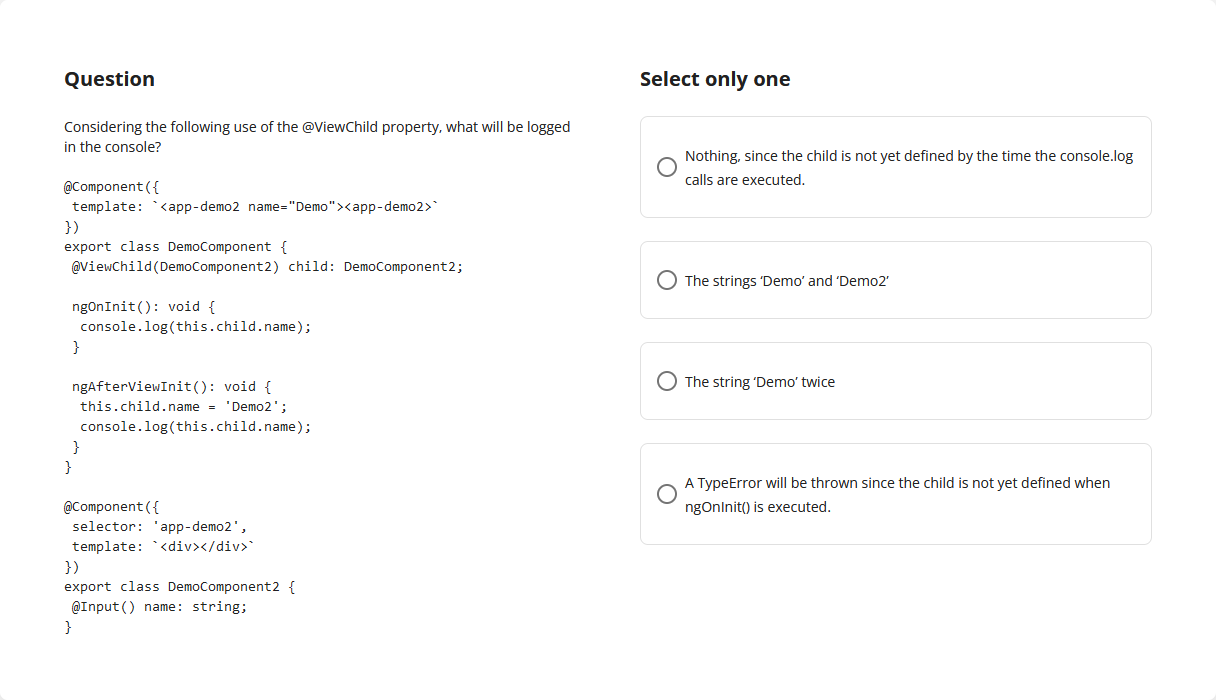 Question
Considering the following use of the @ViewChild property, what will be logged
in the console?
@Component({
 template: `<app-demo2 name="Demo"><app-demo2>`
})
export class DemoComponent {
 @ViewChild(DemoComponent2) child: DemoComponent2;
 ngOnInit(): void {
  console.log(this.child.name);
 }
 ngAfterViewInit(): void {
  this.child.name = 'Demo2';
  console.log(this.child.name);
 }
}
@Component({
 selector: 'app-demo2',
 template: `<div></div>`
})
export class DemoComponent2 {
 @Input() name: string;
}
Select only one
Nothing, since the child is not yet defined by the time the console.log
calls are executed.
The strings ‘Demo’ and ‘Demo2’
The string ‘Demo’ twice
A TypeError will be thrown since the child is not yet defined when
ngOnInit() is executed.